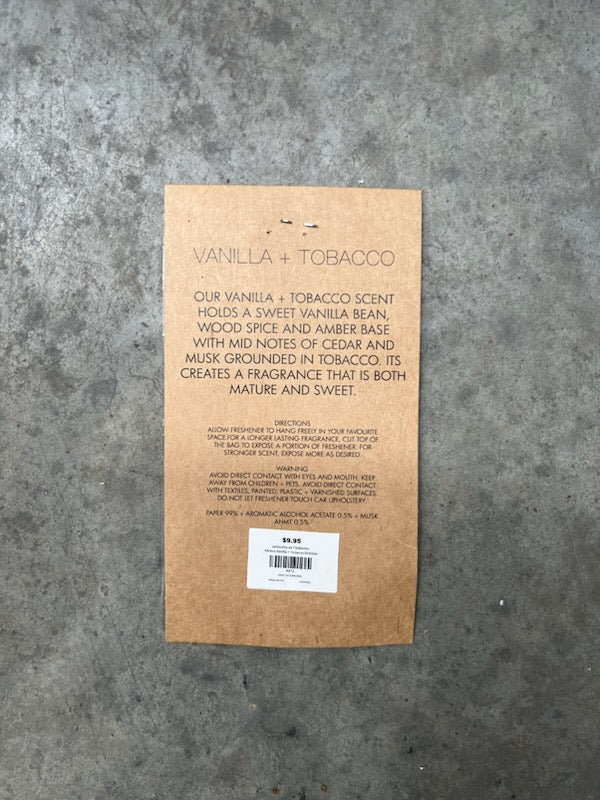 VANILLA + TOBACCO
OUR VANILLA + TOBACCO SCENT
HOLDS A SWEET VANILLA BEAN,
WOOD SPICE AND AMBER BASE
WITH MID NOTES OF CEDAR AND
MUSK GROUNDED IN TOBACCO. ITS
CREATES A FRAGRANCE THAT IS BOTH
MATURE AND SWEET.
DIRECTIONS
ALLOW FRESHENER TO HANG FREELY IN YOUR FAVOURITE
SPACE.FOR A LONGER LASTING FRAGRANCE, CUT TOP OF
THE BAG TO EXPOSE A PORTION OF FRESHENER. FOR
STRONGER SCENT, EXPOSE MORE AS DESIRED.
WARNING
AVOID DIRECT CONTACT WITH EYES AND MOUTH. KEEP
AWAY FROM CHILDREN + PETS. AVOID DIRECT CONTACT
WITH TEXTILES, PAINTED, PLASTIC + VARNISHED SURFACES.
DO NOT LET FRESHENER TOUCH CAR UPHOLSTERY.
PAPER 99% + AROMATIC ALCOHOL ACETATE 0.5% + MUSK
AHMT 0.5%
$9.95